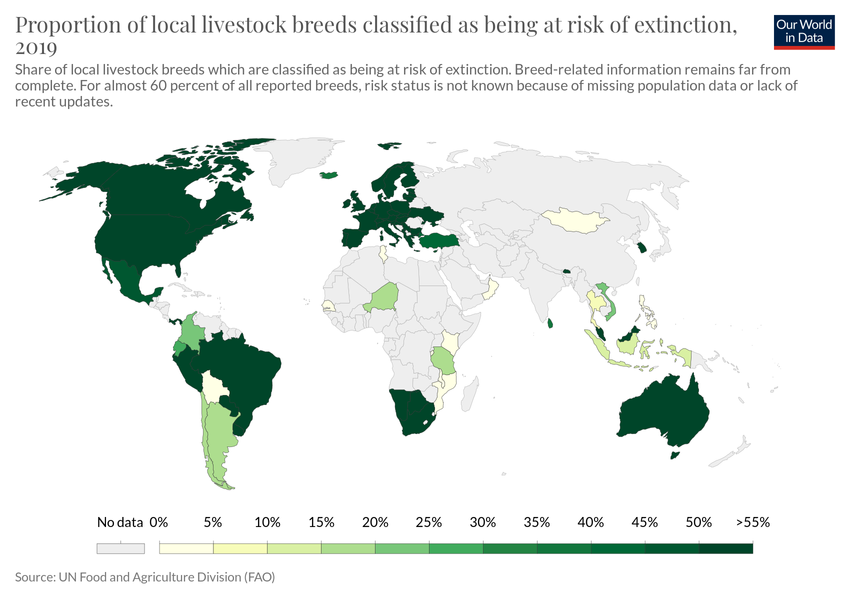 Proportion of local livestock breeds classified as being at risk of extinction,
2019
Our World
in Data
Share of local livestock breeds which are classified as being at risk of extinction. Breed-related information remains far from
complete. For almost 60 percent of all reported breeds, risk status is not known because of missing population data or lack of
recent updates.
No data 0% 5% 10% 15% 20% 25% 30% 35% 40% 45% 50% >55%
Source: UN Food and Agriculture Division (FAO)